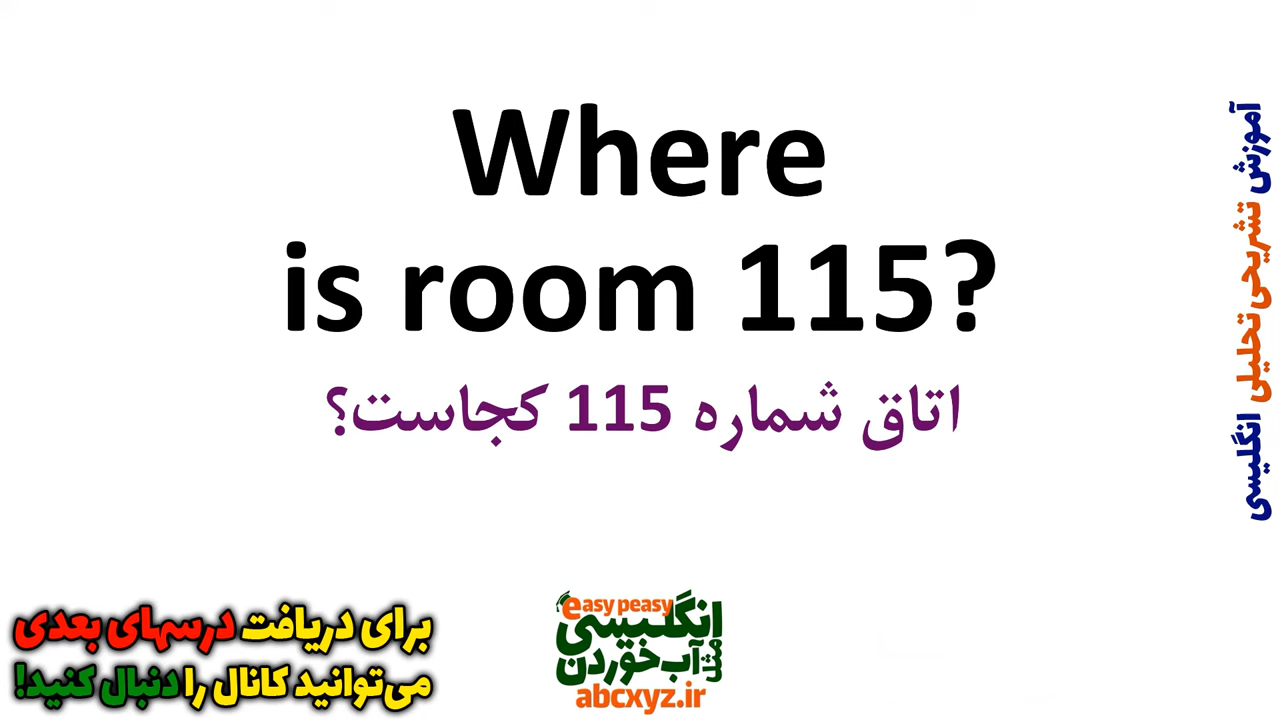 Where
is room 115?
اتاق شماره 115 کجاست؟
آموزش تشریحی تحلیلی انگلیسی
برای دریافت درسهای بعدی
می‌توانید کانال را دنبال کنید!
easy peasy
انگلیسی
مثل آب خوردن
abcxyz.ir